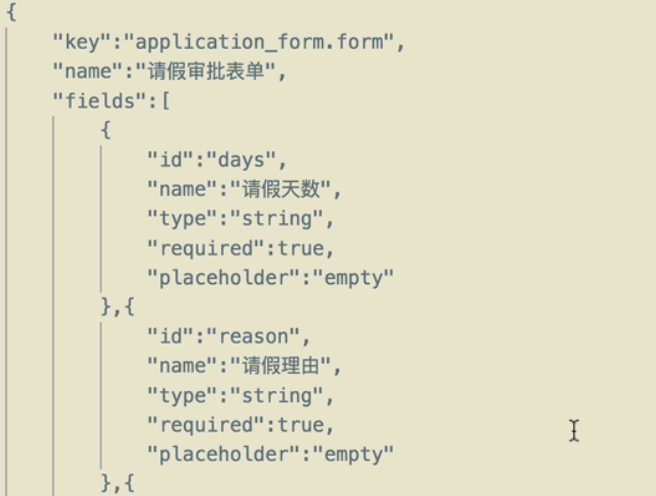 {
"key":"application_form.form",
"name":"请假审批表单",
"fields":[
{
"id":"days",
"name":"请假天数",
"type":"string",
"required":true,
"placeholder":"empty"
},{
"id":"reason",
"name":"请假理由",
"type":"string",
"required":true,
"placeholder":"empty"
},{